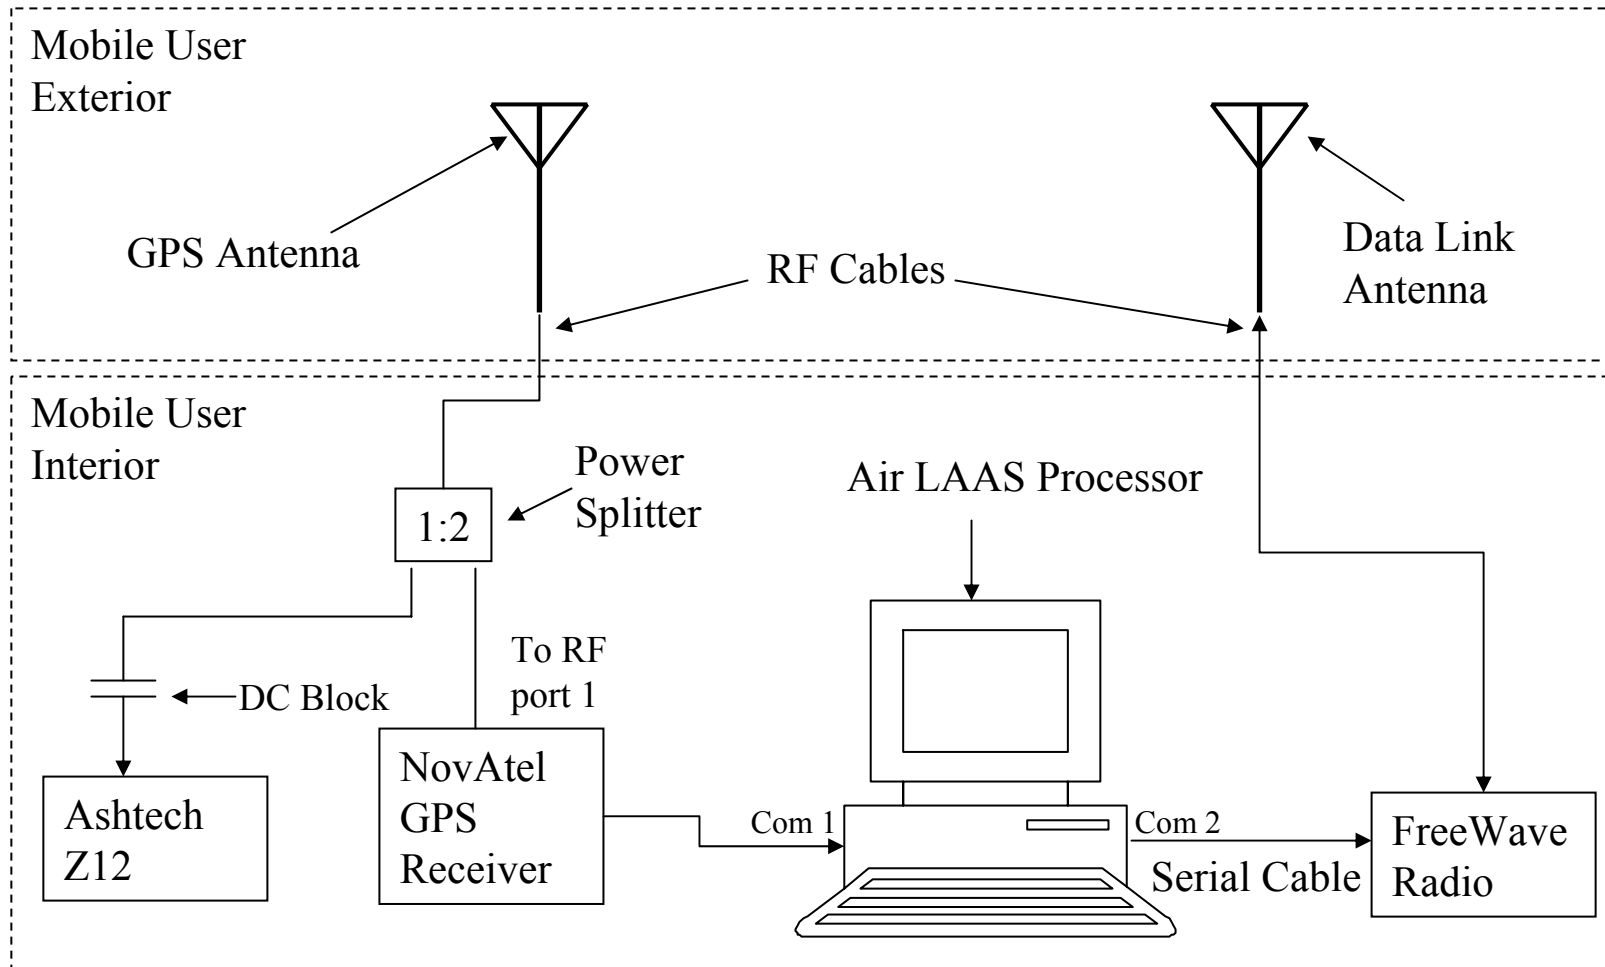 Mobile User
Exterior
GPS Antenna
RF Cables
Data Link
Antenna
Mobile User
Interior
Power
Splitter
1:2
Air LAAS Processor
To RF
port 1
DC Block
NovAtel
GPS
Receiver
Ashtech
Z12
Com 1
Com 2
Serial Cable
FreeWave
Radio